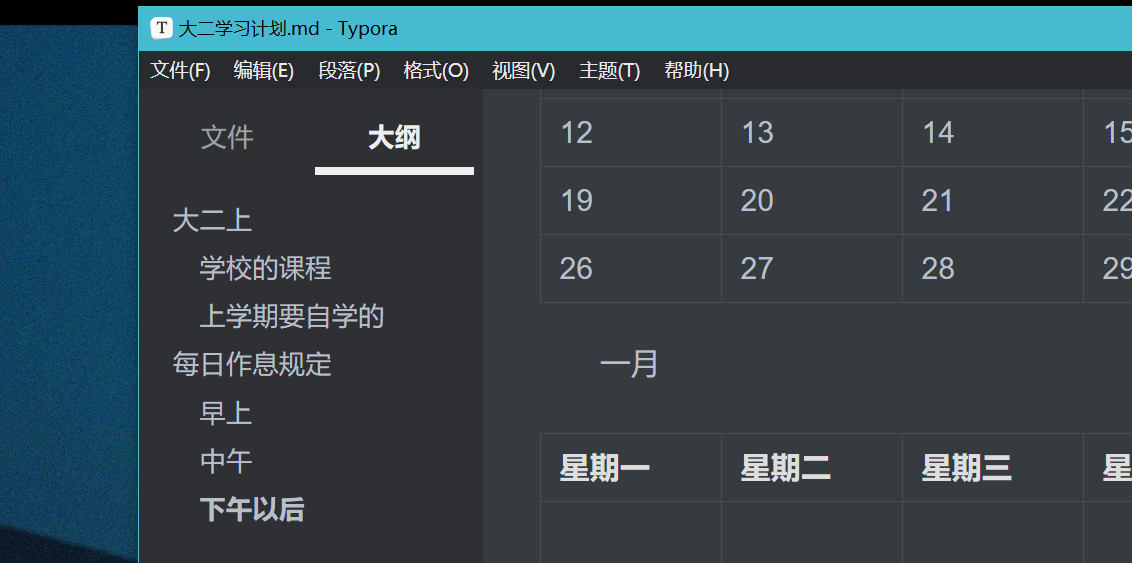 大二学习计划.md - Typora
文件(F) 编辑(E) 段落(P) 格式(O) 视图(V) 主题(T) 帮助(H)
文件 大纲
大二上
学校的课程
上学期要自学的
每日作息规定
早上
中午
下午以后
12 13 14 15
19 20 21 22
26 27 28 29
一月
星期一 星期二 星期三 星